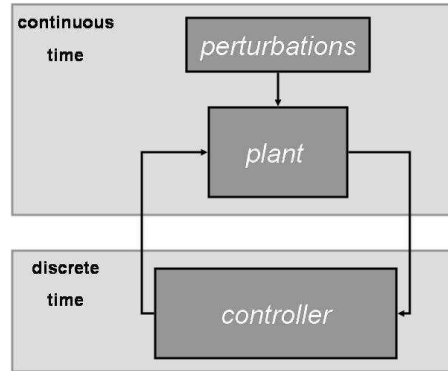 continuous
time
perturbations
plant
discrete
time
controller